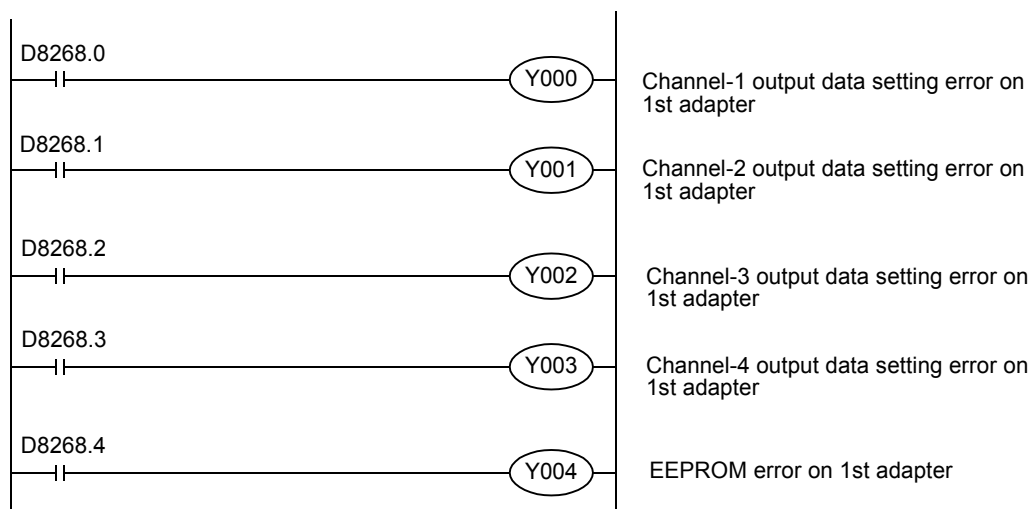 D8268.0
Y000
Channel-1 output data setting error on
1st adapter
D8268.1
Y001
Channel-2 output data setting error on
1st adapter
D8268.2
Y002
Channel-3 output data setting error on
1st adapter
D8268.3
Y003
Channel-4 output data setting error on
1st adapter
D8268.4
Y004
EEPROM error on 1st adapter